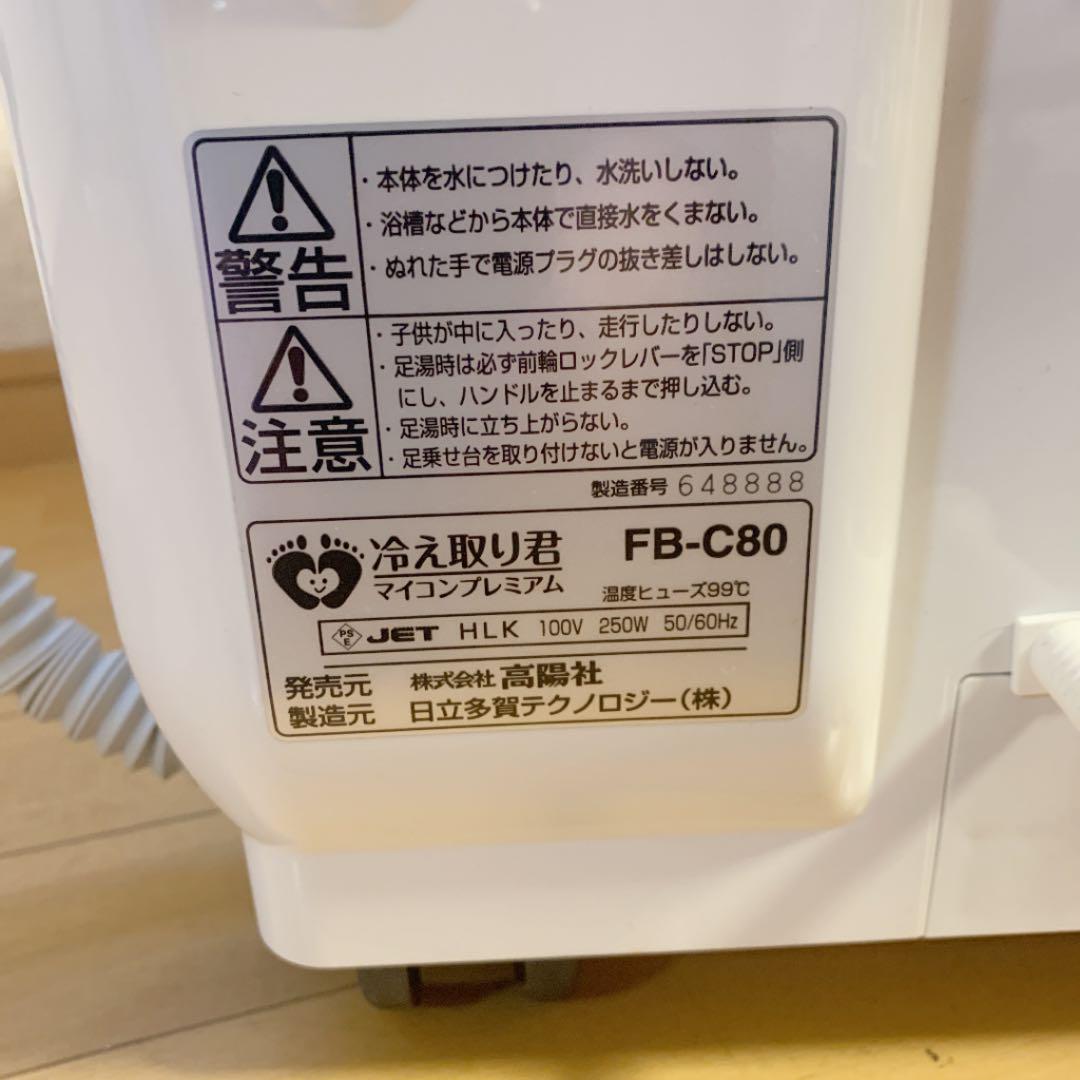 警告
・本体を水につけたり、水洗いしない。
・浴槽などから本体で直接水をくまない。
・ぬれた手で電源プラグの抜き差しはしない。
注意
・子供が中に入ったり、走行したりしない。
・足湯時は必ず前輪ロックレバーを「STOP」側
にし、ハンドルを止まるまで押し込む。
・足湯時に立ち上がらない。
・足乗せ台を取り付けないと電源が入りません。
製造番号 648888
冷え取り君 FB-C80
マイコンプレミアム 温度ヒューズ99℃
PSE JET HLK 100V 250W 50/60Hz
発売元 株式会社 高陽社
製造元 日立多賀テクノロジー(株)